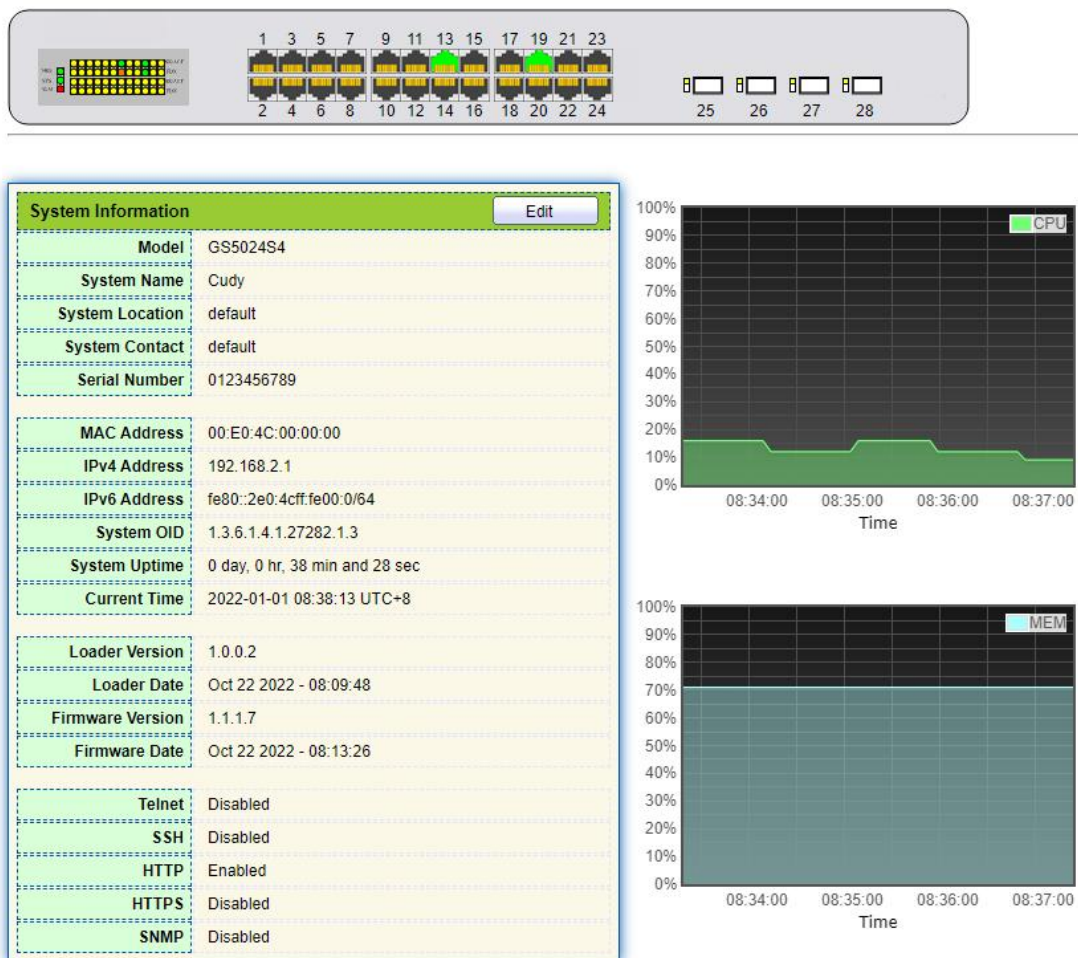 1 3 5 7 9 11 13 15 17 19 21 23
2 4 6 8 10 12 14 16 18 20 22 24 25 26 27 28
System Information Edit
Model GS5024S4
System Name Cudy
System Location default
System Contact default
Serial Number 0123456789
MAC Address 00:E0:4C:00:00:00
IPv4 Address 192.168.2.1
IPv6 Address fe80::2e0:4cff:fe00:0/64
System OID 1.3.6.1.4.1.27282.1.3
System Uptime 0 day, 0 hr, 38 min and 28 sec
Current Time 2022-01-01 08:38:13 UTC+8
Loader Version 1.0.0.2
Loader Date Oct 22 2022 - 08:09:48
Firmware Version 1.1.1.7
Firmware Date Oct 22 2022 - 08:13:26
Telnet Disabled
SSH Disabled
HTTP Enabled
HTTPS Disabled
SNMP Disabled
CPU
100%
90%
80%
70%
60%
50%
40%
30%
20%
10%
0%
08:34:00 08:35:00 08:36:00 08:37:00
Time
MEM
100%
90%
80%
70%
60%
50%
40%
30%
20%
10%
0%
08:34:00 08:35:00 08:36:00 08:37:00
Time